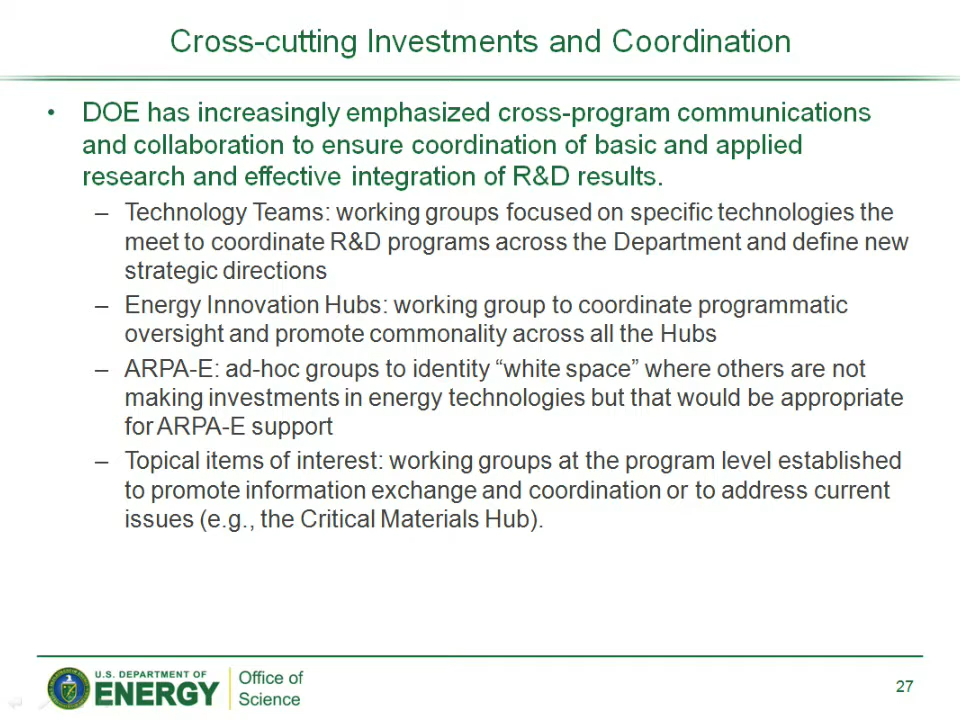 Cross-cutting Investments and Coordination
• DOE has increasingly emphasized cross-program communications
and collaboration to ensure coordination of basic and applied
research and effective integration of R&D results.
– Technology Teams: working groups focused on specific technologies the
meet to coordinate R&D programs across the Department and define new
strategic directions
– Energy Innovation Hubs: working group to coordinate programmatic
oversight and promote commonality across all the Hubs
– ARPA-E: ad-hoc groups to identity “white space” where others are not
making investments in energy technologies but that would be appropriate
for ARPA-E support
– Topical items of interest: working groups at the program level established
to promote information exchange and coordination or to address current
issues (e.g., the Critical Materials Hub).
U.S. DEPARTMENT OF
ENERGY
Office of
Science
27